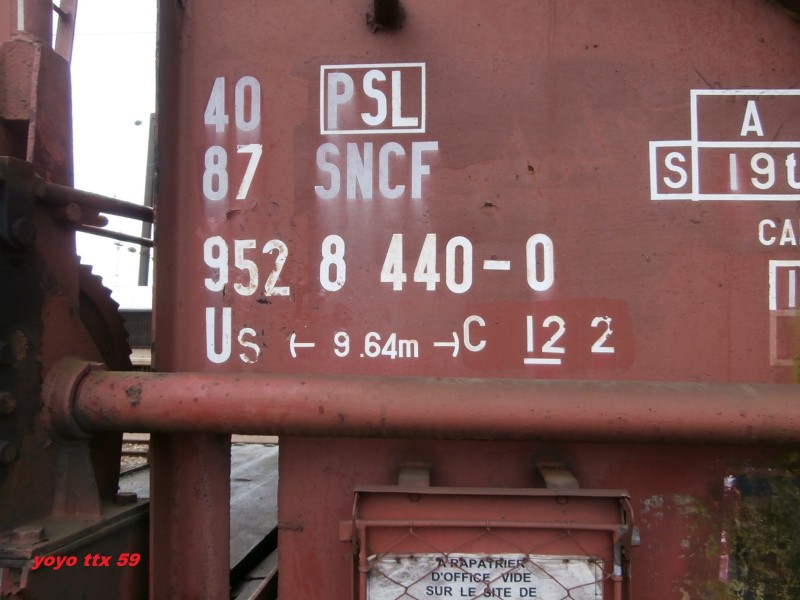 40 PSL
87 SNCF
952 8 440-0
Us 9.64m C 12 2
A
S 19t
yoyo ttx 59
A RAPATRIER
D'OFFICE VIDE
SUR LE SITE DE